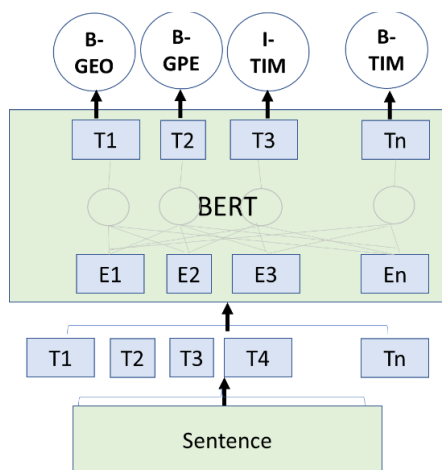 B-
GEO
B-
GPE
I-
TIM
B-
TIM
T1 T2 T3 Tn
BERT
E1 E2 E3 En
T1 T2 T3 T4 Tn
Sentence